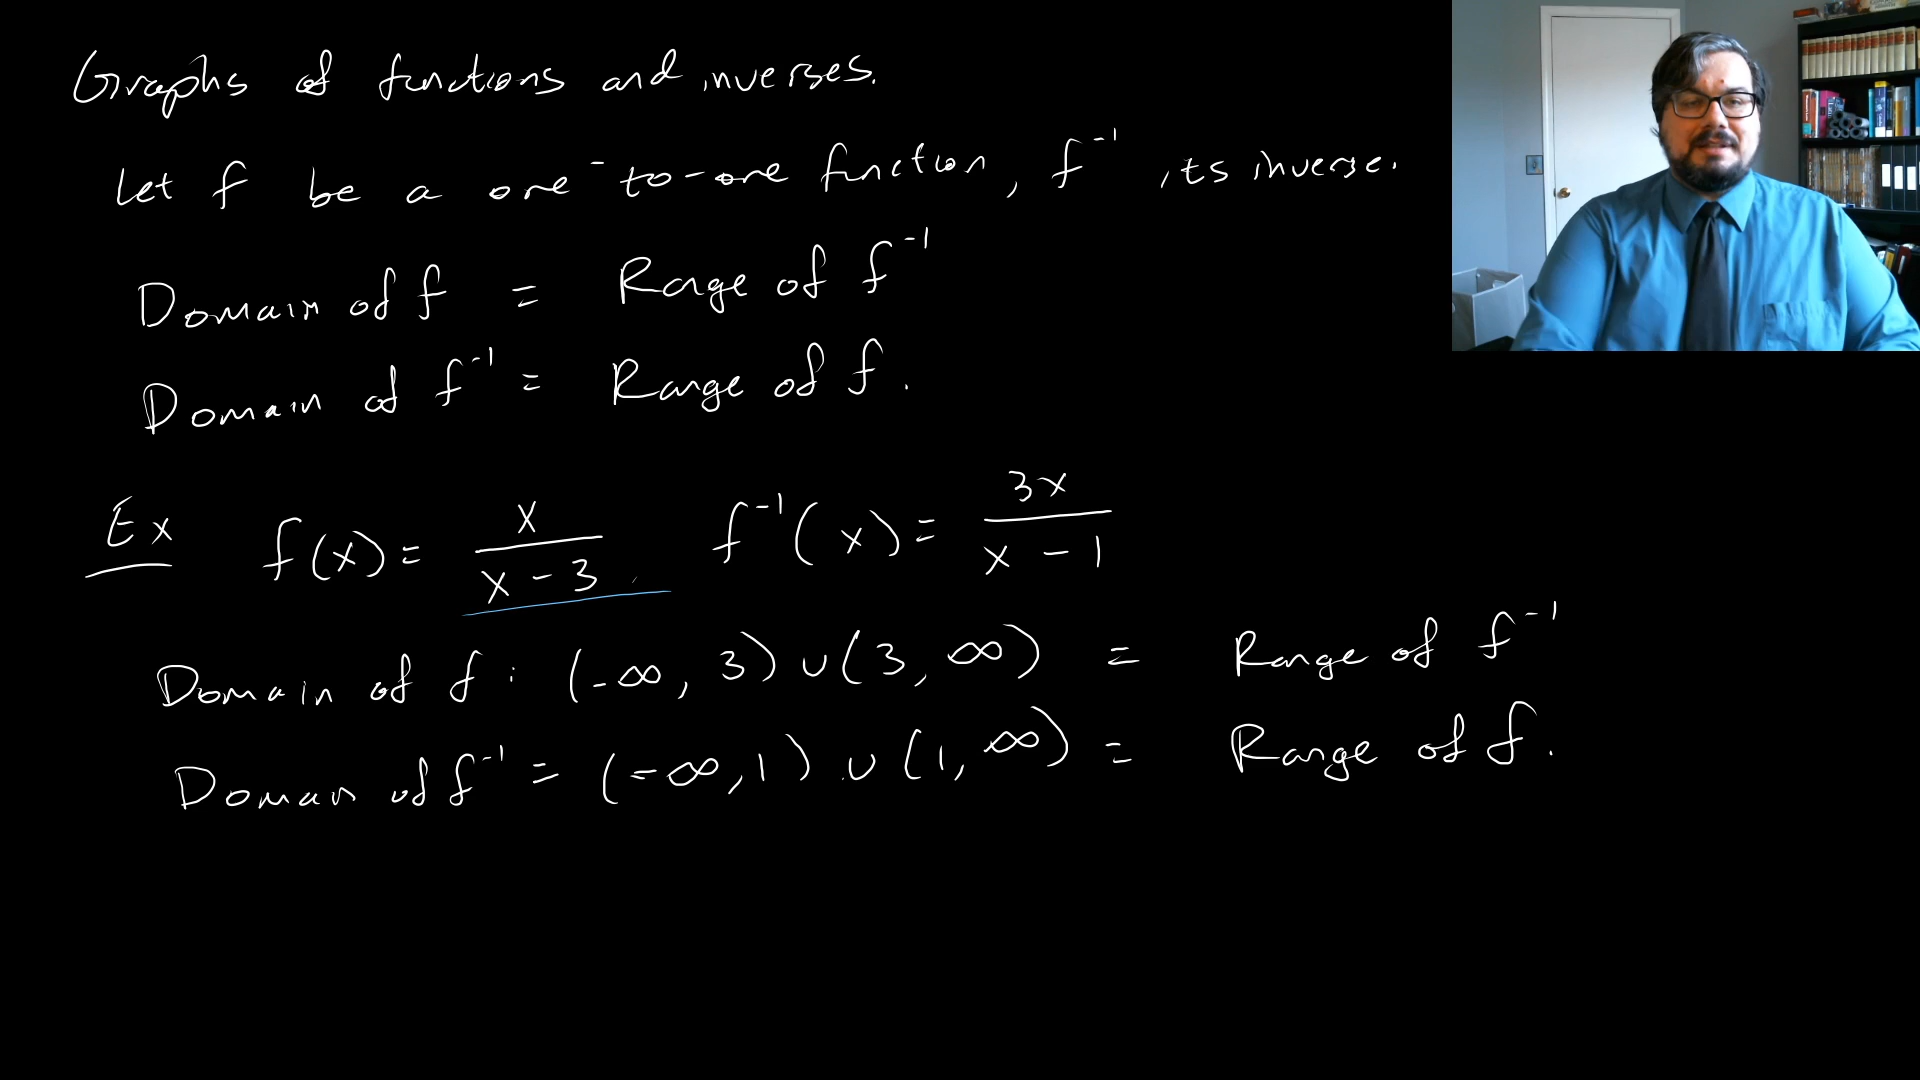 Graphs of functions and inverses.
Let f be a one-to-one function, f⁻¹ its inverse.
Domain of f = Range of f⁻¹
Domain of f⁻¹ = Range of f.
Ex f(x) = x/(x - 3) f⁻¹(x) = 3x/(x - 1)
Domain of f : (-∞, 3) ∪ (3, ∞) = Range of f⁻¹
Domain of f⁻¹ = (-∞, 1) ∪ (1, ∞) = Range of f.